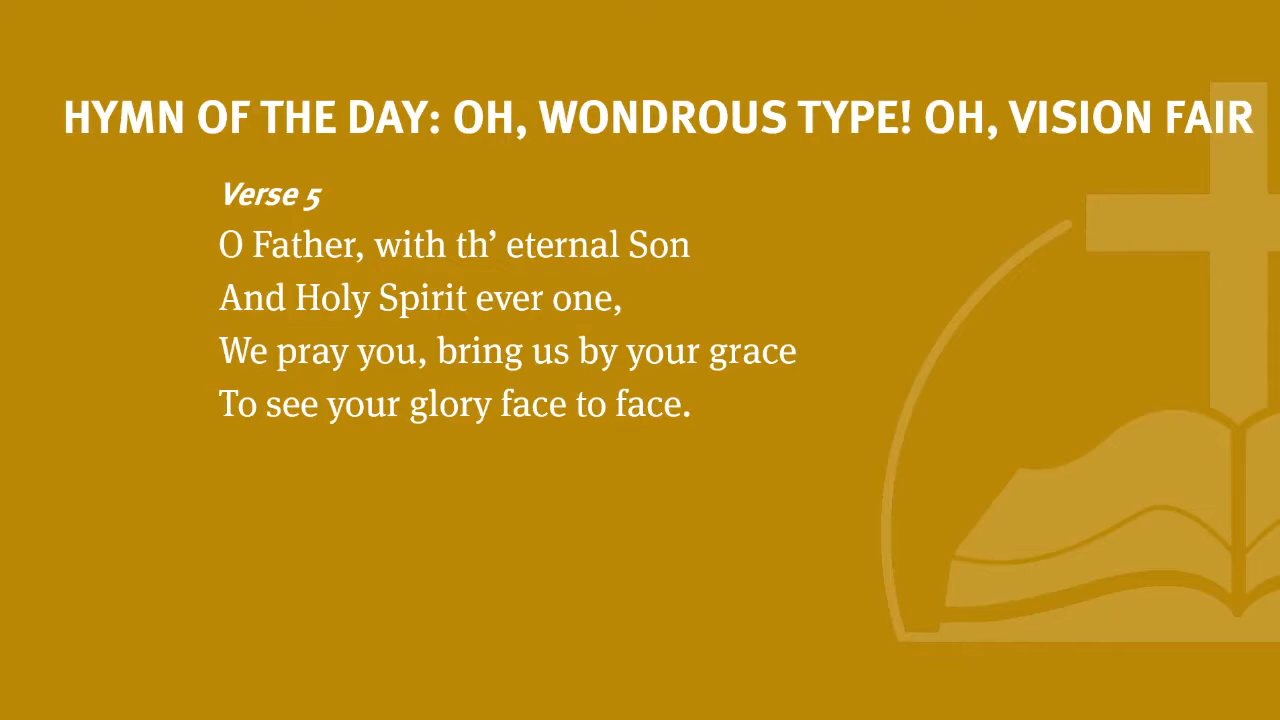 HYMN OF THE DAY: OH, WONDROUS TYPE! OH, VISION FAIR
Verse 5
O Father, with th’ eternal Son
And Holy Spirit ever one,
We pray you, bring us by your grace
To see your glory face to face.